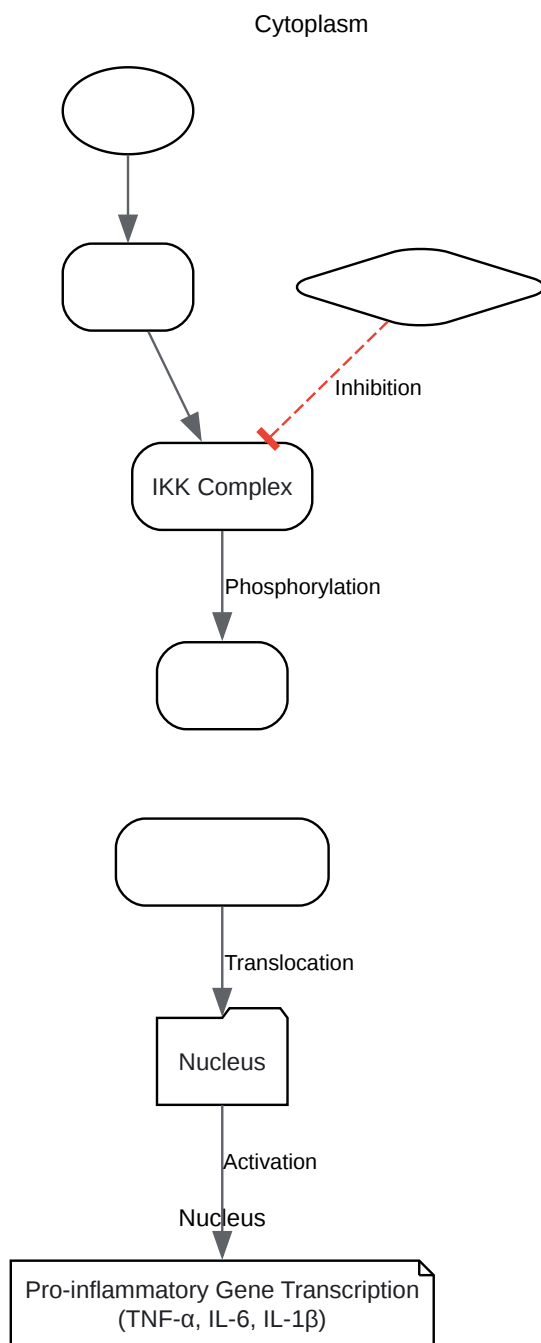 Cytoplasm
Inhibition
IKK Complex
Phosphorylation
Translocation
Nucleus
Activation
Nucleus
Pro-inflammatory Gene Transcription
(TNF-α, IL-6, IL-1β)